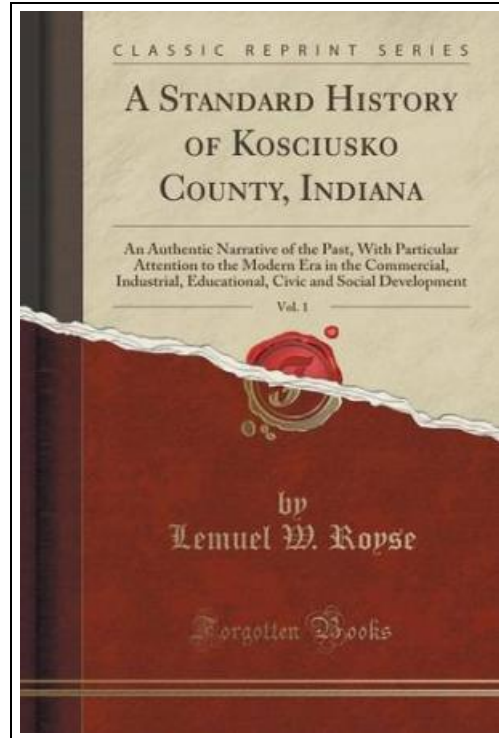 CLASSIC REPRINT SERIES
A STANDARD HISTORY
OF KOSCIUSKO
COUNTY, INDIANA
An Authentic Narrative of the Past, With Particular
Attention to the Modern Era in the Commercial,
Industrial, Educational, Civic and Social Development
Vol. 1
by
Lemuel W. Royse
Forgotten Books